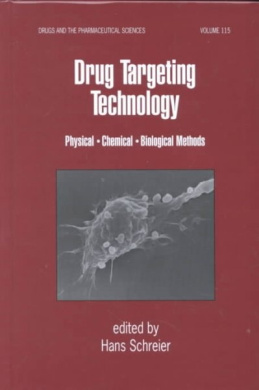 DRUGS AND THE PHARMACEUTICAL SCIENCES VOLUME 115
Drug Targeting
Technology
Physical • Chemical • Biological Methods
edited by
Hans Schreier